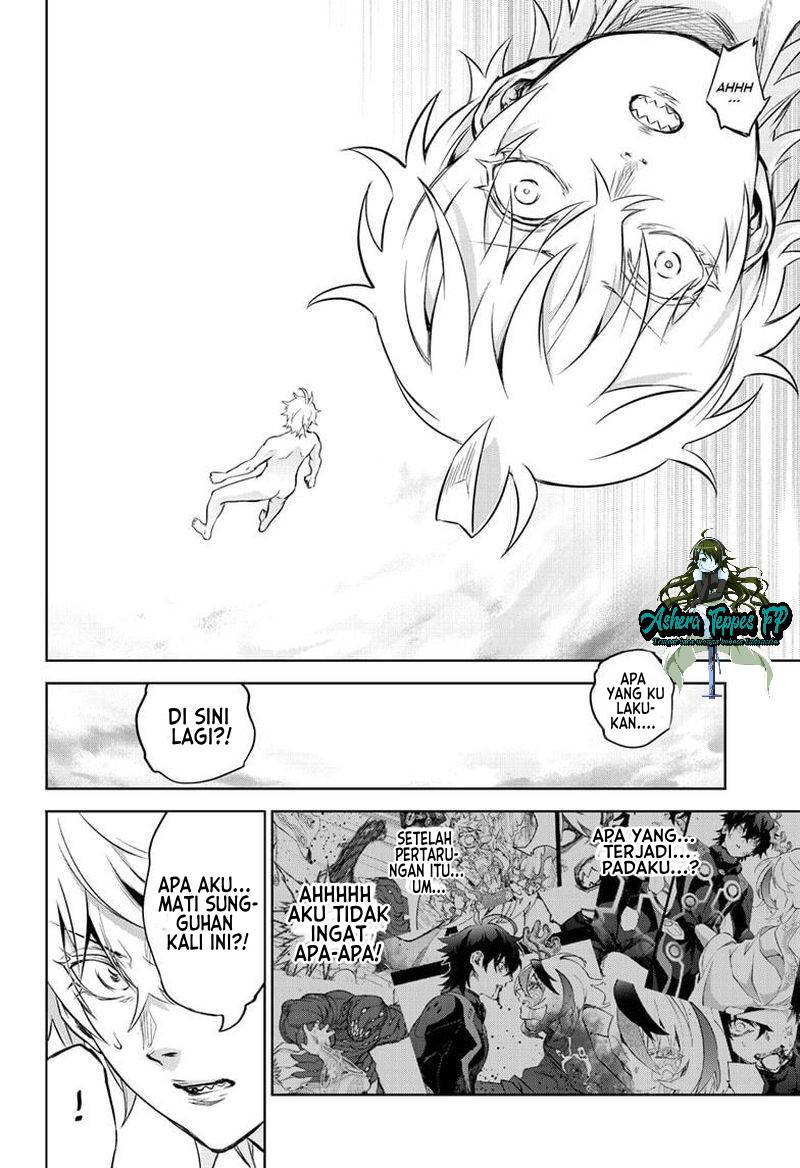 AHHH
...
APA
YANG KU
LAKU-
KAN....
DI SINI
LAGI?!
APA YANG...
TERJADI...
PADAKU...?
SETELAH
PERTARU-
NGAN ITU...
UM...
AHHHHH
AKU TIDAK
INGAT
APA-APA!
APA AKU...
MATI SUNG-
GUHAN
KALI INI?!
!
Ashera Teppes FP